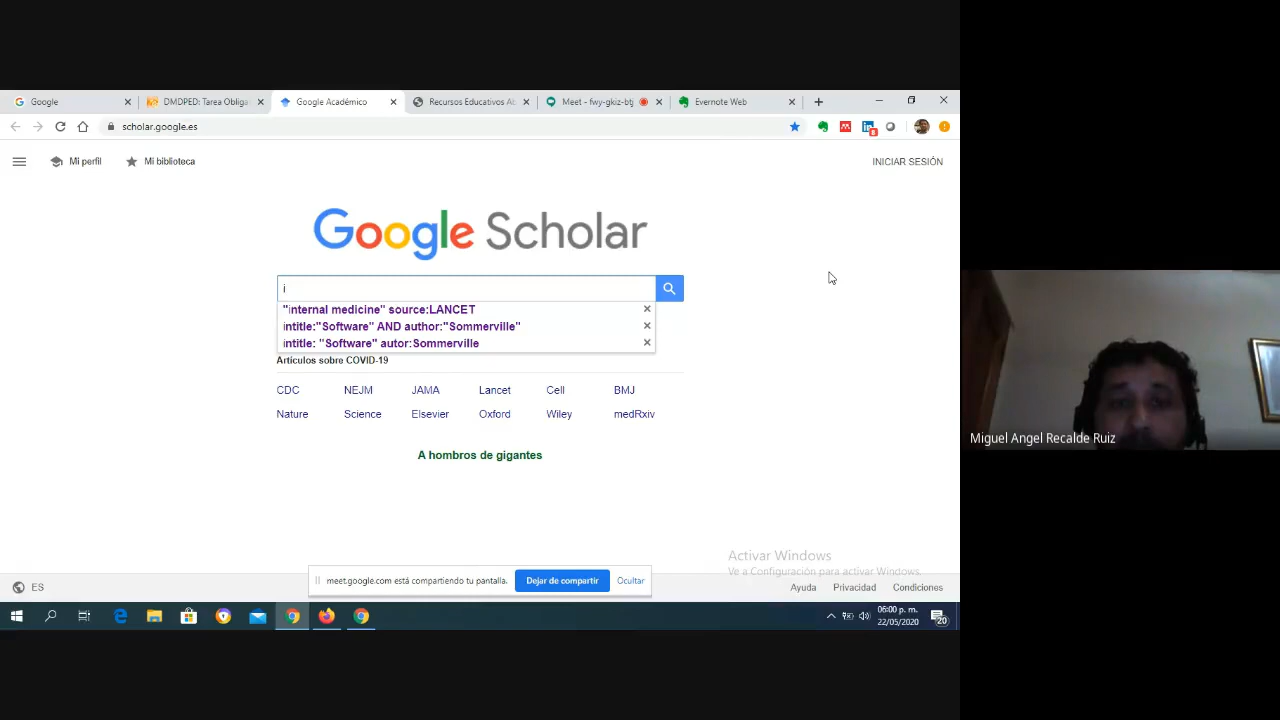 Google
DMDPED: Tarea Obliga
Google Académico
Recursos Educativos Ab
Meet - fwy-gkiz-btj
Evernote Web
scholar.google.es
8
Mi perfil
Mi biblioteca
INICIAR SESIÓN
Google Scholar
i
"internal medicine" source:LANCET
intitle:"Software" AND author:"Sommerville"
intitle: "Software" autor:Sommerville
Artículos sobre COVID-19
CDC NEJM JAMA Lancet Cell BMJ
Nature Science Elsevier Oxford Wiley medRxiv
A hombros de gigantes
Miguel Angel Recalde Ruiz
Activar Windows
Ve a Configuración para activar Windows.
meet.google.com está compartiendo tu pantalla.
Dejar de compartir
Ocultar
ES
Ayuda Privacidad Condiciones
06:00 p. m.
22/05/2020
20